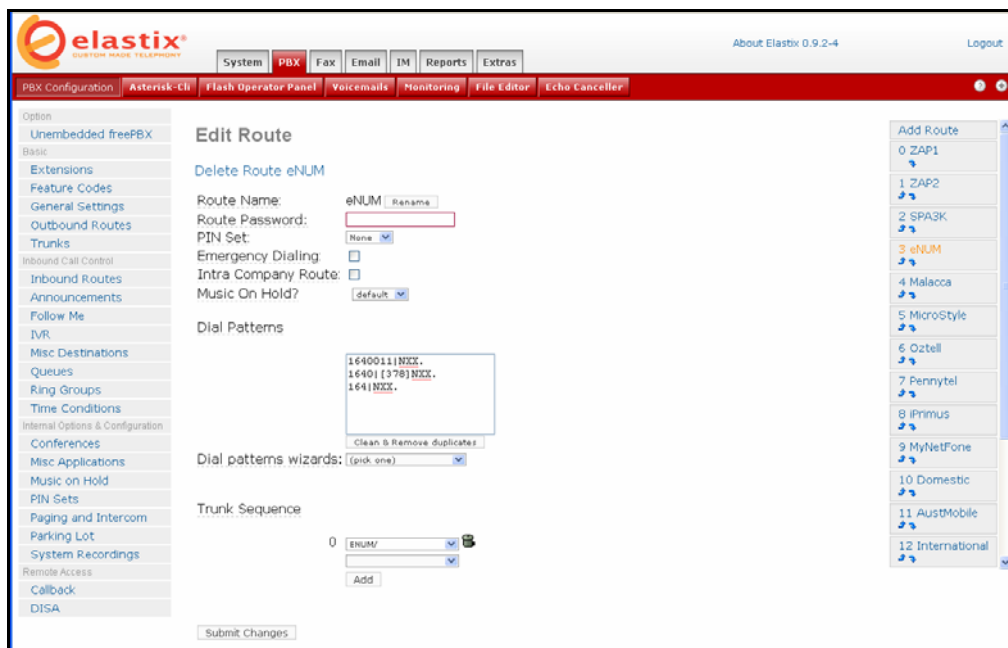 elastix®
CUSTOM MADE TELEPHONY
About Elastix 0.9.2-4
Logout
System
PBX
Fax
Email
IM
Reports
Extras
PBX Configuration
Asterisk-Cli
Flash Operator Panel
Voicemails
Monitoring
File Editor
Echo Canceller
Option
Unembedded freePBX
Basic
Extensions
Feature Codes
General Settings
Outbound Routes
Trunks
Inbound Call Control
Inbound Routes
Announcements
Follow Me
IVR
Misc Destinations
Queues
Ring Groups
Time Conditions
Internal Options & Configuration
Conferences
Misc Applications
Music on Hold
PIN Sets
Paging and Intercom
Parking Lot
System Recordings
Remote Access
Callback
DISA
Edit Route
Delete Route eNUM
Route Name: eNUM Rename
Route Password:
PIN Set: None
Emergency Dialing:
Intra Company Route:
Music On Hold? default
Dial Patterns
1640011|NXX.
1640|[378]NXX.
164|NXX.
Clean & Remove duplicates
Dial patterns wizards: (pick one)
Trunk Sequence
0 ENUM/
Add
Submit Changes
Add Route
0 ZAP1
1 ZAP2
2 SPA3K
3 eNUM
4 Malacca
5 MicroStyle
6 Oztell
7 Pennytel
8 iPrimus
9 MyNetFone
10 Domestic
11 AustMobile
12 International